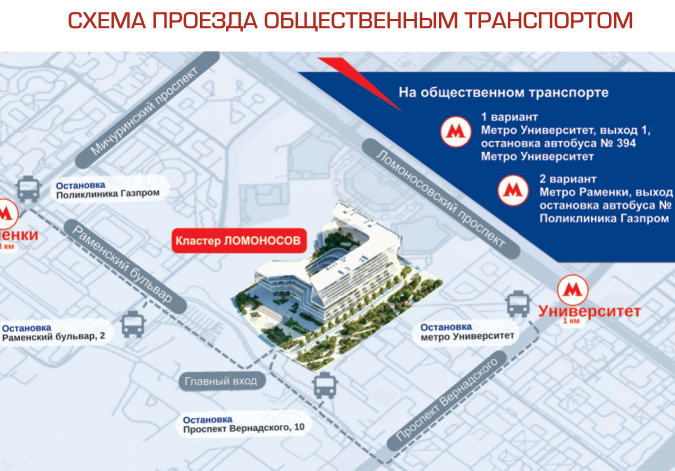 СХЕМА ПРОЕЗДА ОБЩЕСТВЕННЫМ ТРАНСПОРТОМ
На общественном транспорте
1 вариант
Метро Университет, выход 1,
остановка автобуса № 394
Метро Университет
2 вариант
Метро Раменки, выход
остановка автобуса №
Поликлиника Газпром
Мичуринский проспект
Ломоносовский проспект
Остановка
Поликлиника Газпром
М
енки
км
Раменский бульвар
Кластер ЛОМОНОСОВ
М
Университет
1 км
Остановка
Раменский бульвар, 2
Остановка
метро Университет
Главный вход
Проспект Вернадского
Остановка
Проспект Вернадского, 10